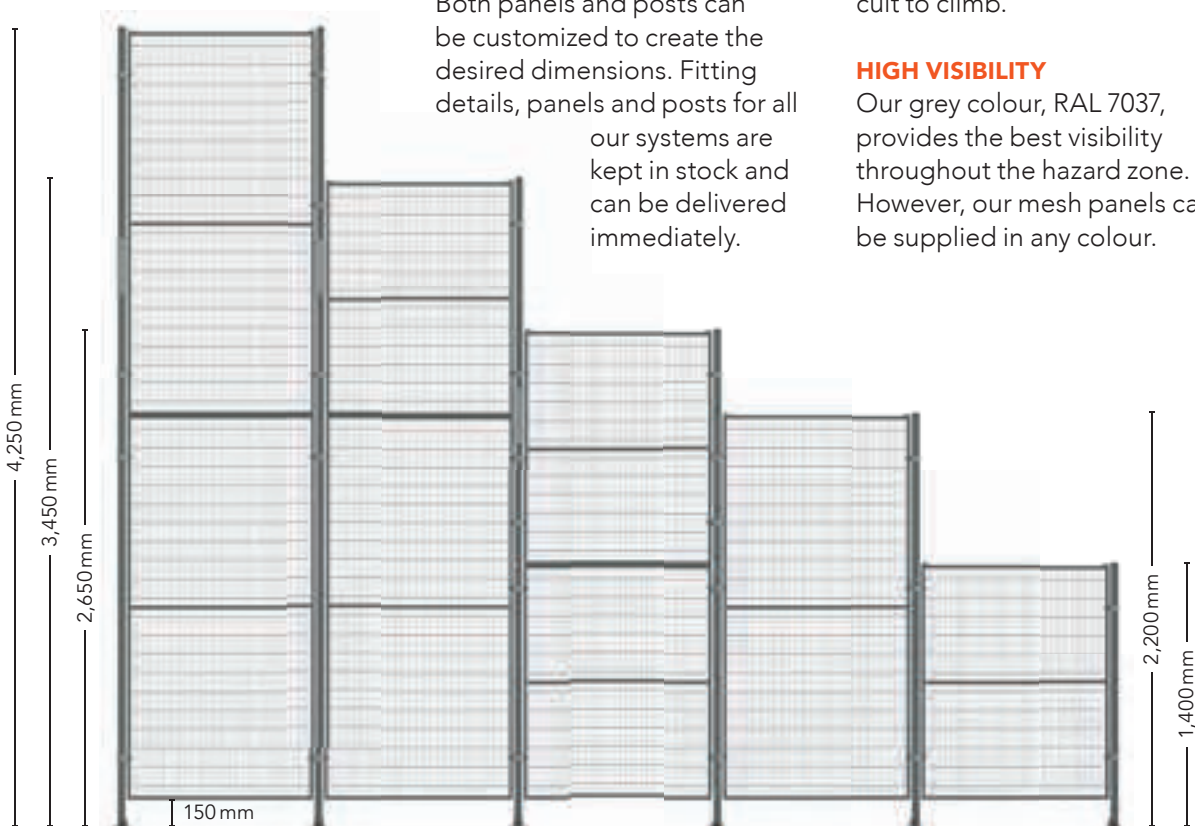 Both panels and posts can
be customized to create the
desired dimensions. Fitting
details, panels and posts for all
our systems are
kept in stock and
can be delivered
immediately.
cult to climb.
HIGH VISIBILITY
Our grey colour, RAL 7037,
provides the best visibility
throughout the hazard zone.
However, our mesh panels ca
be supplied in any colour.
4,250 mm
3,450 mm
2,650 mm
150 mm
2,200 mm
1,400 mm